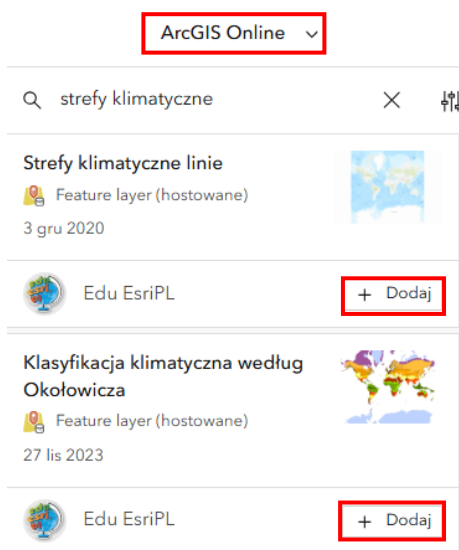 ArcGIS Online
strefy klimatyczne
Strefy klimatyczne linie
Feature layer (hostowane)
3 gru 2020
Edu EsriPL
+ Dodaj
Klasyfikacja klimatyczna według
Okołowicza
Feature layer (hostowane)
27 lis 2023
Edu EsriPL
+ Dodaj